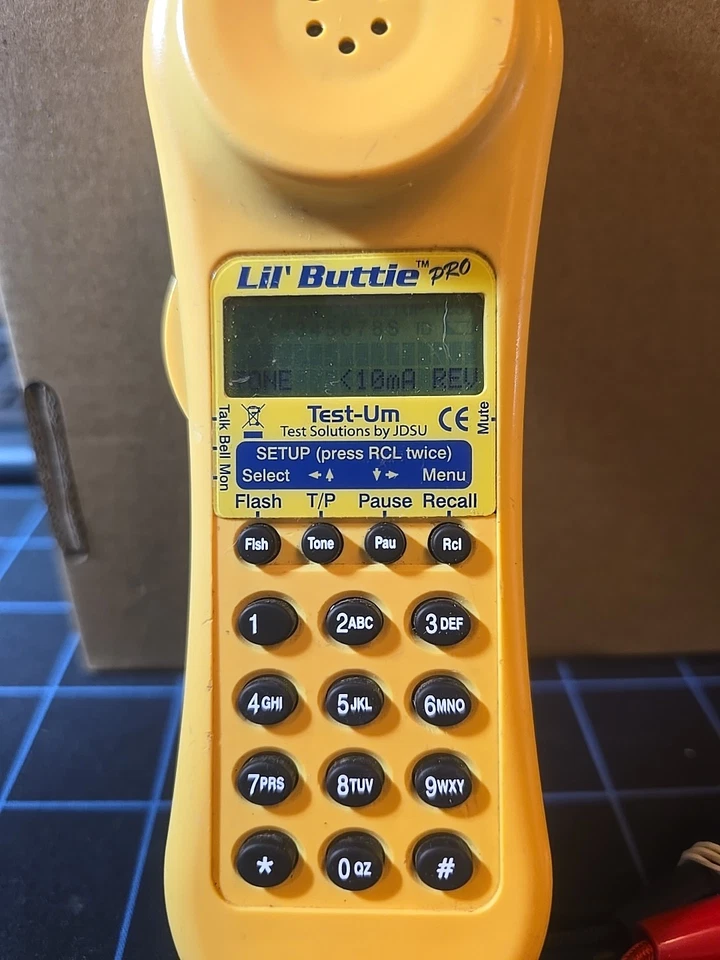 Lil' Buttie™ PRO
TONE <10mA REV
Talk Bell Mon
Mute
Test-Um
CE
Test Solutions by JDSU
SETUP (press RCL twice)
Select Menu
Flash T/P Pause Recall
Flsh Tone Pau Rcl
1 2ABC 3DEF
4GHI 5JKL 6MNO
7PRS 8TUV 9WXY
* 0QZ #